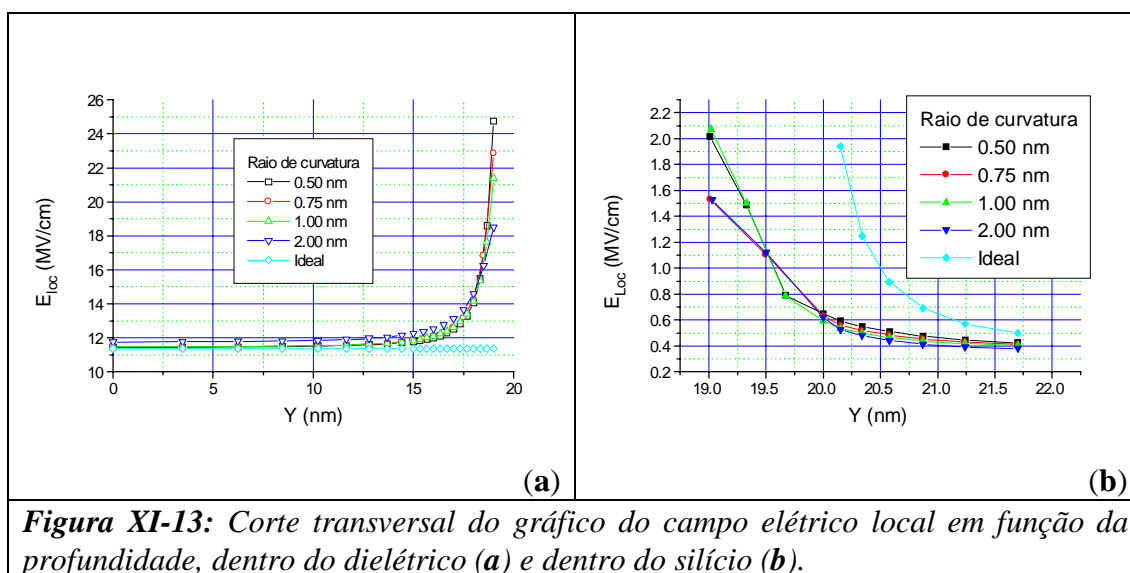 26
24
22
20
18
16
14
12
10
E_loc (MV/cm)
Raio de curvatura
0.50 nm
0.75 nm
1.00 nm
2.00 nm
Ideal
0
5
10
15
20
Y (nm)
(a)
2.2
2.0
1.8
1.6
1.4
1.2
1.0
0.8
0.6
0.4
0.2
E_Loc (MV/cm)
Raio de curvatura
0.50 nm
0.75 nm
1.00 nm
2.00 nm
Ideal
19.0
19.5
20.0
20.5
21.0
21.5
22.0
Y (nm)
(b)
Figura XI-13: Corte transversal do gráfico do campo elétrico local em função da
profundidade, dentro do dielétrico (a) e dentro do silício (b).